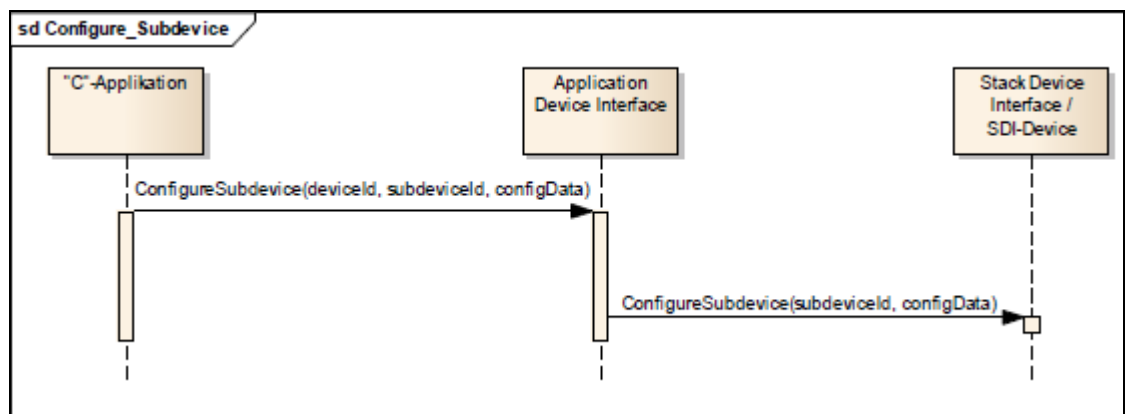 sd Configure_Subdevice
"C"-Applikation
Application
Device Interface
Stack Device
Interface /
SDI-Device
ConfigureSubdevice(deviceId, subdeviceId, configData)
ConfigureSubdevice(subdeviceId, configData)